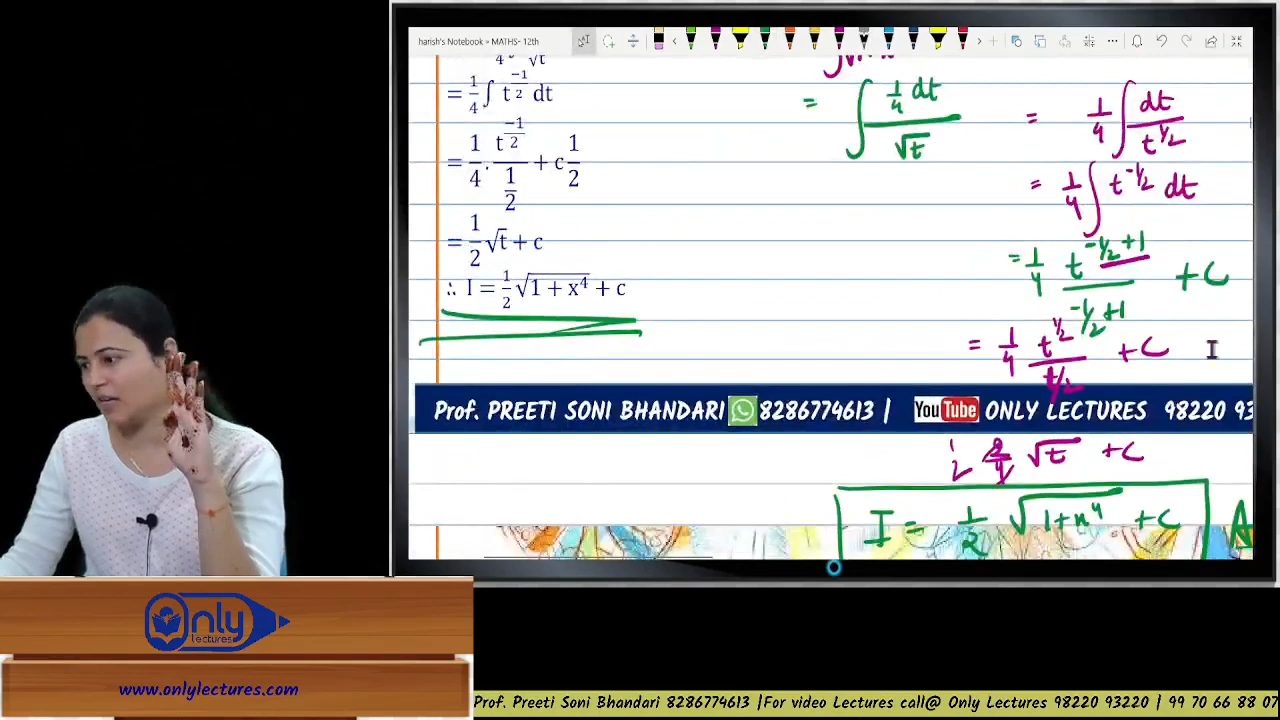 harish's Notebook » MATHS- 12th
4 √t
= 1/4 ∫ t^(-1/2) dt
= 1/4 . t^(-1/2) / (1/2) + c 1/2
= 1/2 √t + c
∴ I = 1/2 √(1 + x⁴) + c
= ∫ (1/4 dt) / √t
= 1/4 ∫ dt / t^(1/2)
= 1/4 ∫ t^(-1/2) dt
= 1/4 t^(-1/2 + 1) / (-1/2 + 1) + C
= 1/4 t^(1/2) / (1/2) + C
Prof. PREETI SONI BHANDARI 8286774613 | YouTube ONLY LECTURES 98220 93
√t + C
I = 1/2 √(1+x⁴) + C
Only
lectures
www.onlylectures.com
Prof. Preeti Soni Bhandari 8286774613 |For video Lectures call@ Only Lectures 98220 93220 | 99 70 66 88 07